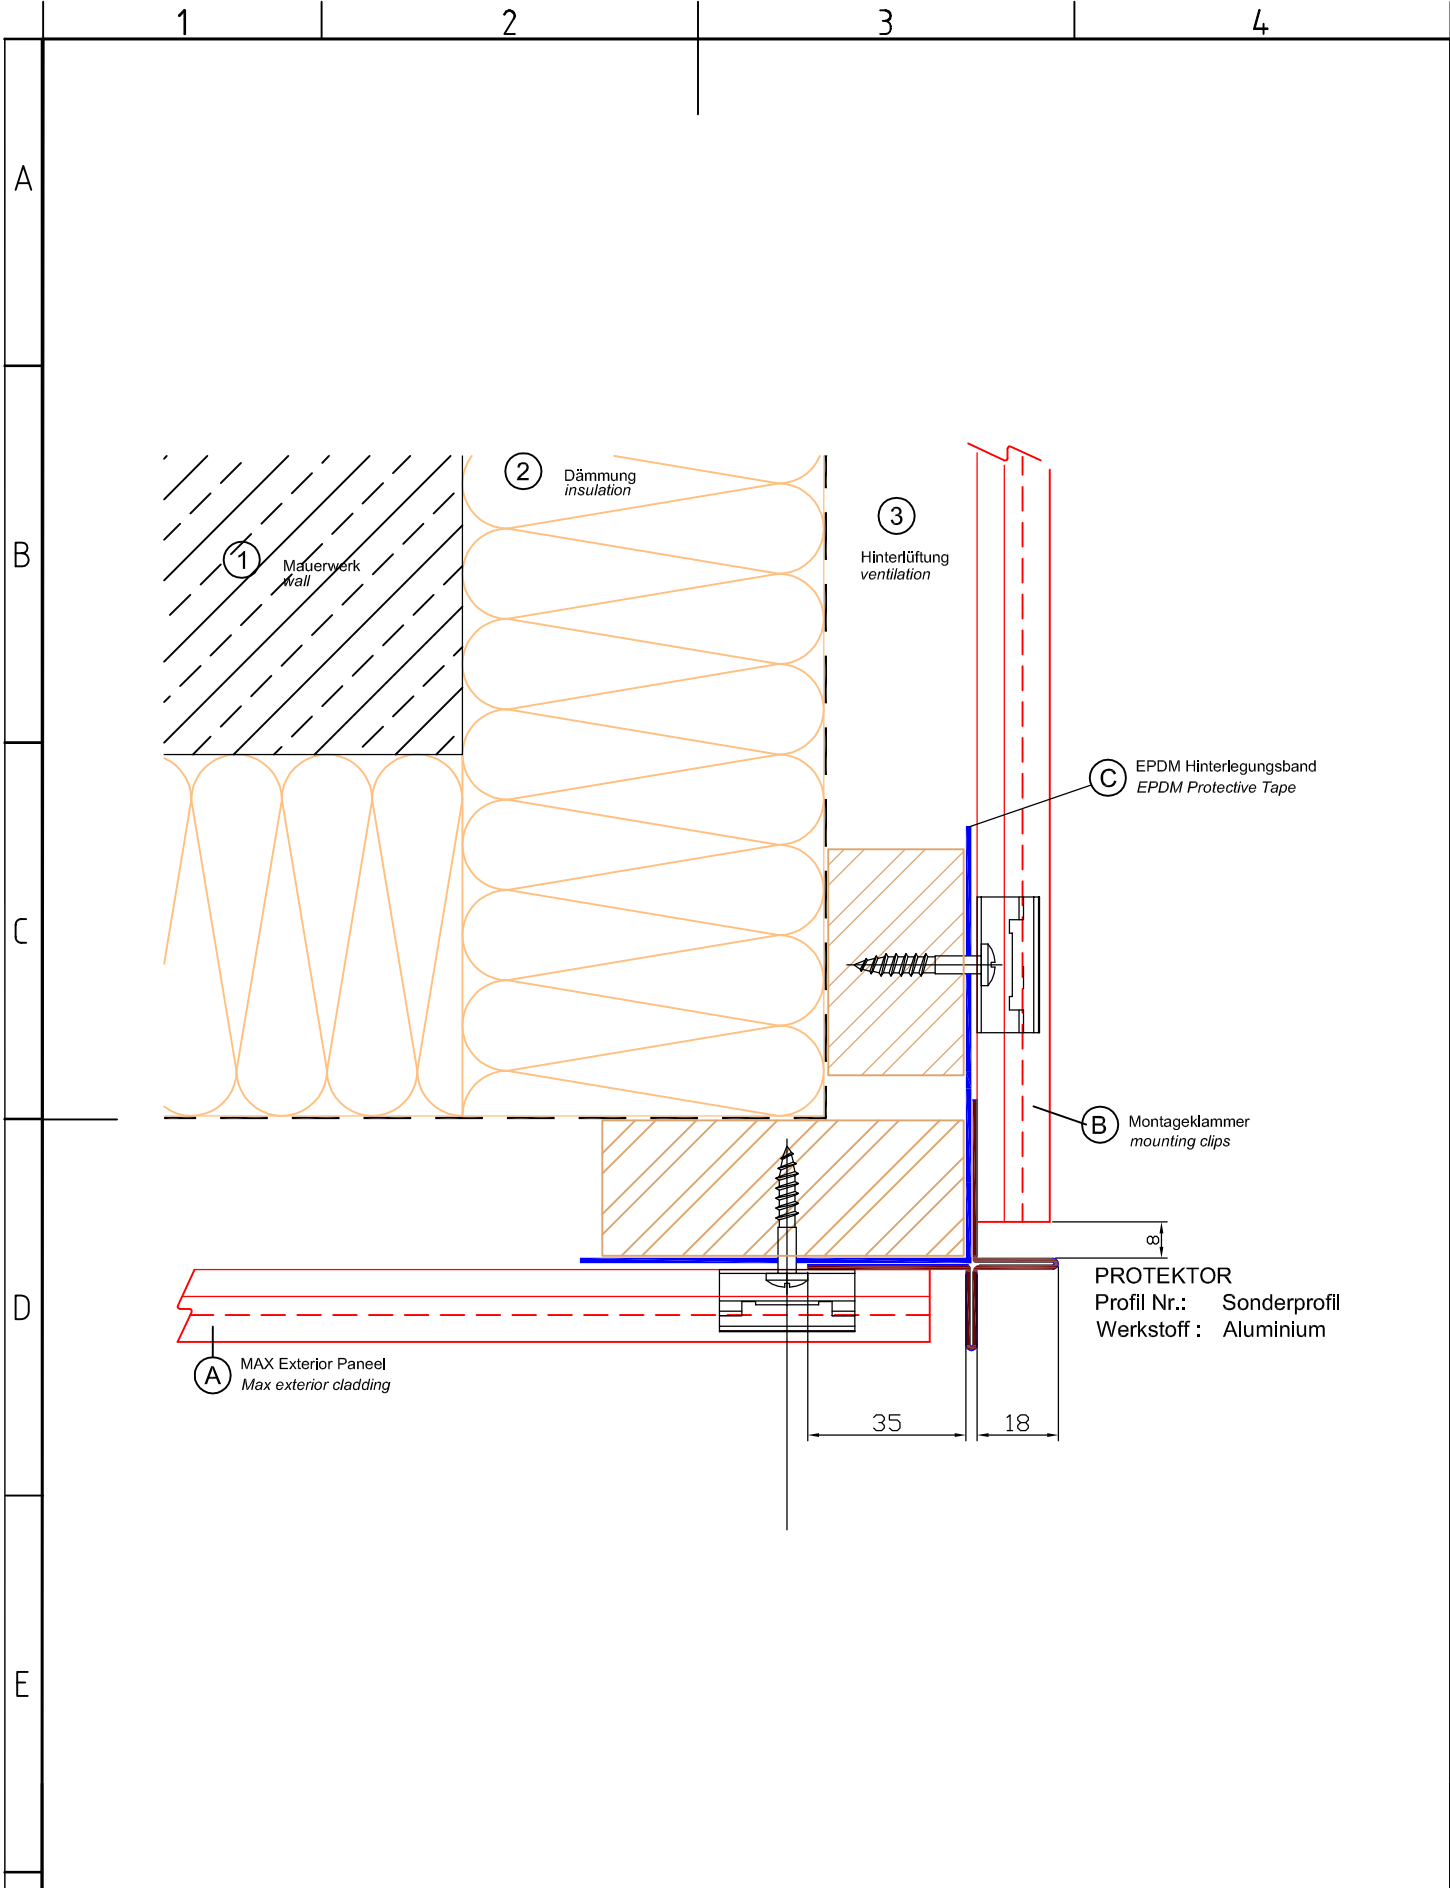 1 2 3 4
A
B
C
D
E
2 Dämmung
insulation
3
Hinterlüftung
ventilation
1 Mauerwerk
wall
C EPDM Hinterlegungsband
EPDM Protective Tape
B Montageklammer
mounting clips
8
PROTEKTOR
Profil Nr.: Sonderprofil
Werkstoff : Aluminium
A MAX Exterior Paneel
Max exterior cladding
35 18